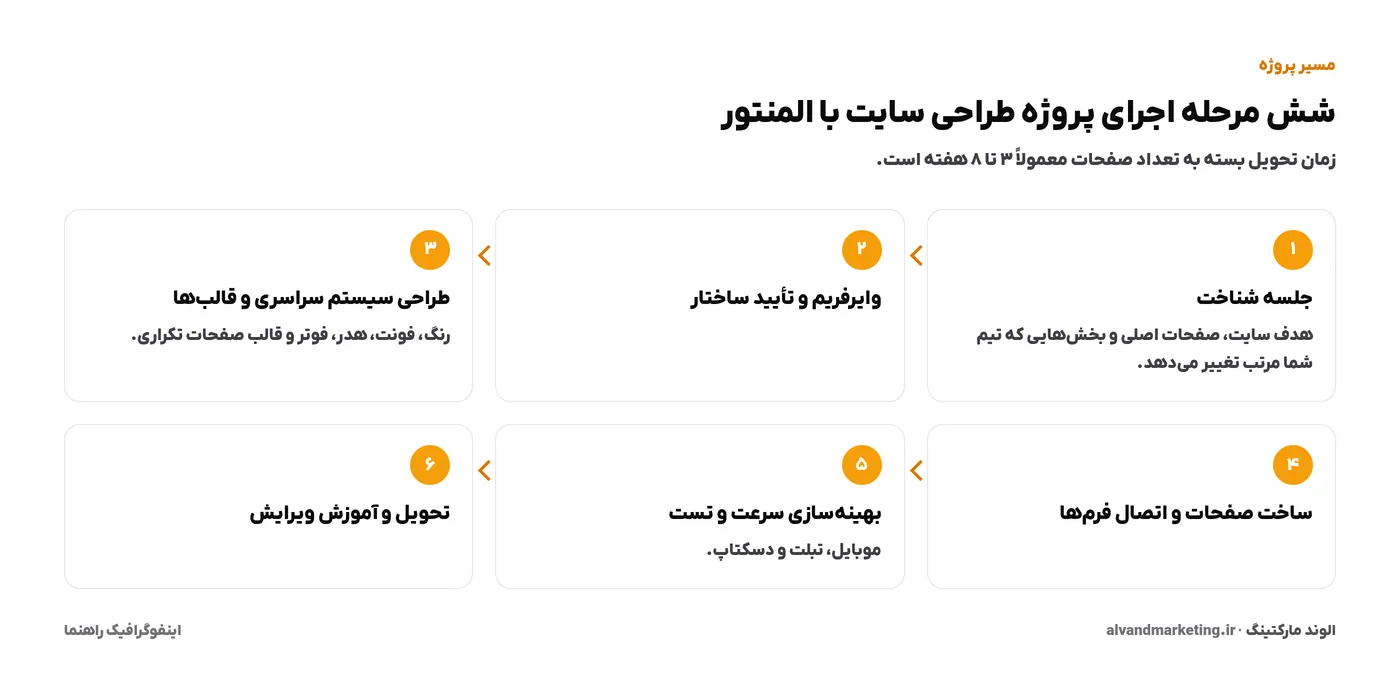 مسیر پروژه
شش مرحله اجرای پروژه طراحی سایت با المنتور
زمان تحویل بسته به تعداد صفحات معمولاً ۳ تا ۸ هفته است.
۱
جلسه شناخت
هدف سایت، صفحات اصلی و بخش‌هایی که تیم
شما مرتب تغییر می‌دهد.
۲
وایرفریم و تأیید ساختار
۳
طراحی سیستم سراسری و قالب‌ها
رنگ، فونت، هدر، فوتر و قالب صفحات تکراری.
۴
ساخت صفحات و اتصال فرم‌ها
۵
بهینه‌سازی سرعت و تست
موبایل، تبلت و دسکتاپ.
۶
تحویل و آموزش ویرایش
الوند مارکتینگ · alvandmarketing.ir
اینفوگرافیک راهنما